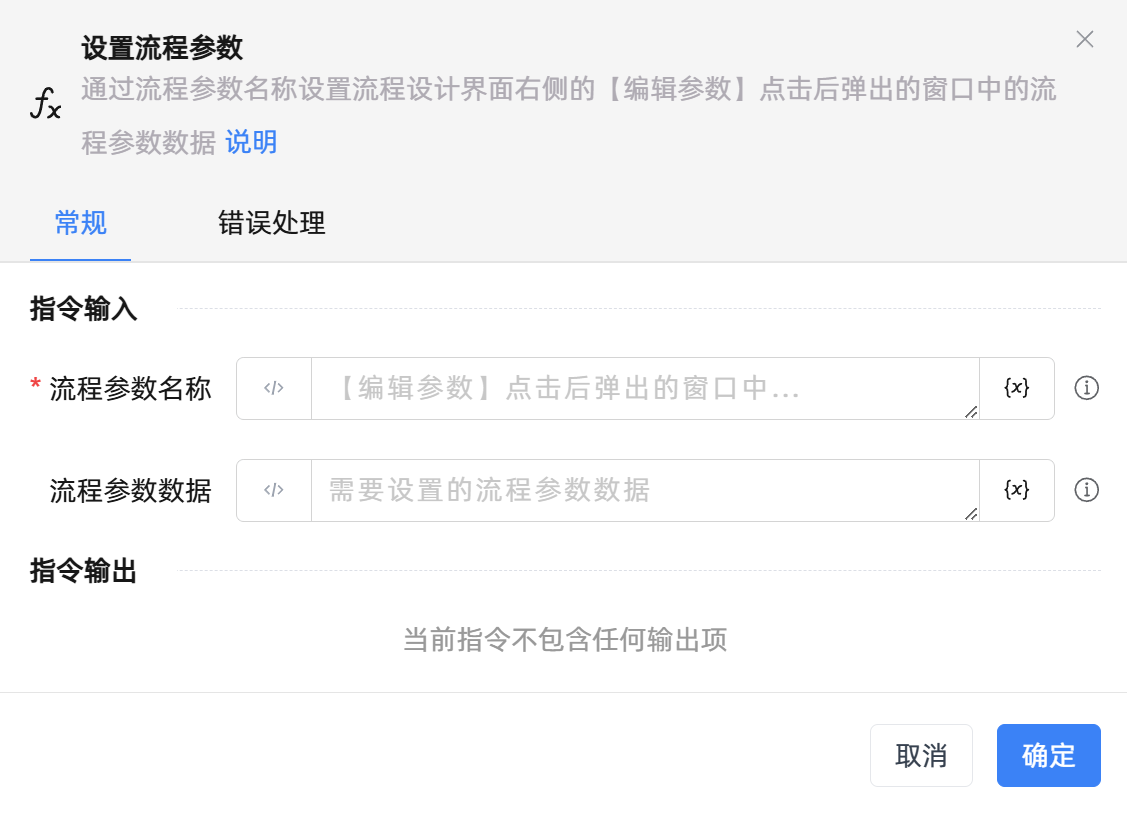 设置流程参数
通过流程参数名称设置流程设计界面右侧的【编辑参数】点击后弹出的窗口中的流
程参数数据 说明
常规 错误处理
指令输入
* 流程参数名称 </> 【编辑参数】点击后弹出的窗口中... {x}
流程参数数据 </> 需要设置的流程参数数据 {x}
指令输出
当前指令不包含任何输出项
取消 确定